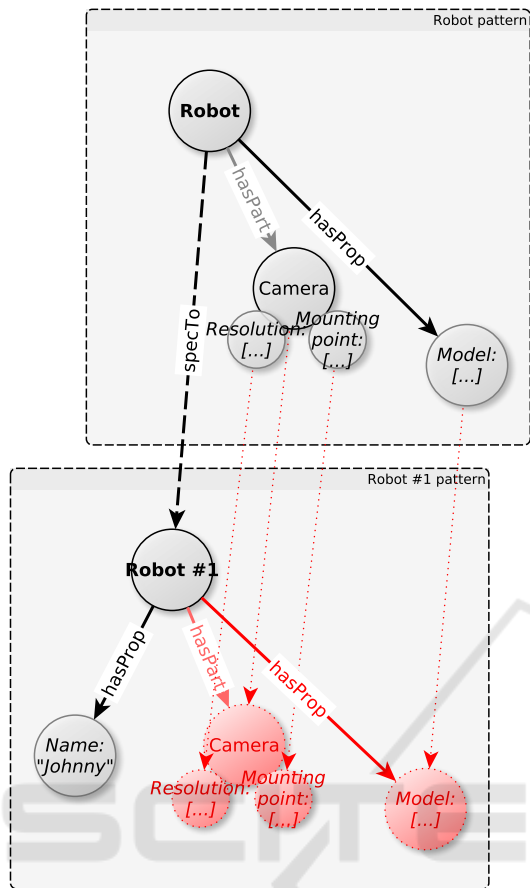 Robot pattern
Robot
hasPart
hasProp
Camera
specTo
Resolution:
[...]
Mounting
point:
[...]
Model:
[...]
Robot #1 pattern
Robot #1
hasProp
hasPart
hasProp
Name:
"Johnny"
Camera
Resolution:
[...]
Mounting
point:
[...]
Model:
[...]
SCITE